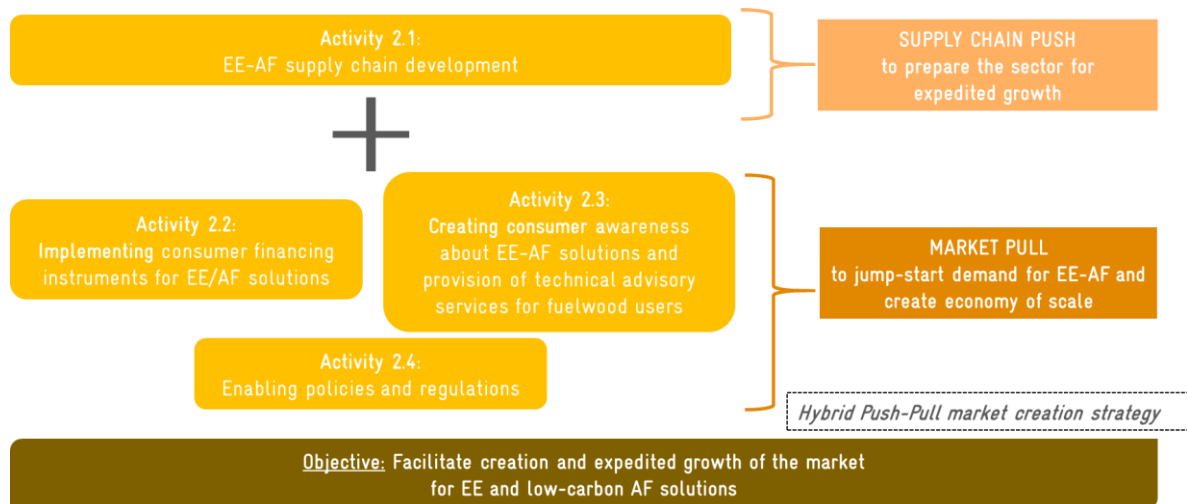 Activity 2.1:
EE-AF supply chain development
SUPPLY CHAIN PUSH
to prepare the sector for
expedited growth
Activity 2.2:
Implementing consumer financing
instruments for EE/AF solutions
Activity 2.3:
Creating consumer awareness
about EE-AF solutions and
provision of technical advisory
services for fuelwood users
MARKET PULL
to jump-start demand for EE-AF and
create economy of scale
Activity 2.4:
Enabling policies and regulations
Hybrid Push-Pull market creation strategy
Objective: Facilitate creation and expedited growth of the market
for EE and low-carbon AF solutions